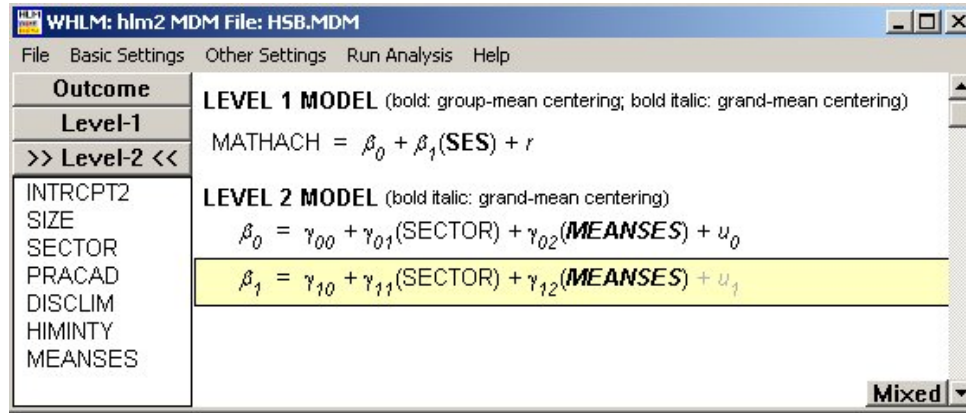 WHLM: hlm2 MDM File: HSB.MDM
File Basic Settings Other Settings Run Analysis Help
Outcome
Level-1
>> Level-2 <<
INTRCPT2
SIZE
SECTOR
PRACAD
DISCLIM
HIMINTY
MEANSES
LEVEL 1 MODEL (bold: group-mean centering; bold italic: grand-mean centering)
MATHACH = β₀ + β₁(SES) + r
LEVEL 2 MODEL (bold italic: grand-mean centering)
β₀ = γ₀₀ + γ₀₁(SECTOR) + γ₀₂(MEANSES) + u₀
β₁ = γ₁₀ + γ₁₁(SECTOR) + γ₁₂(MEANSES) + u₁
Mixed